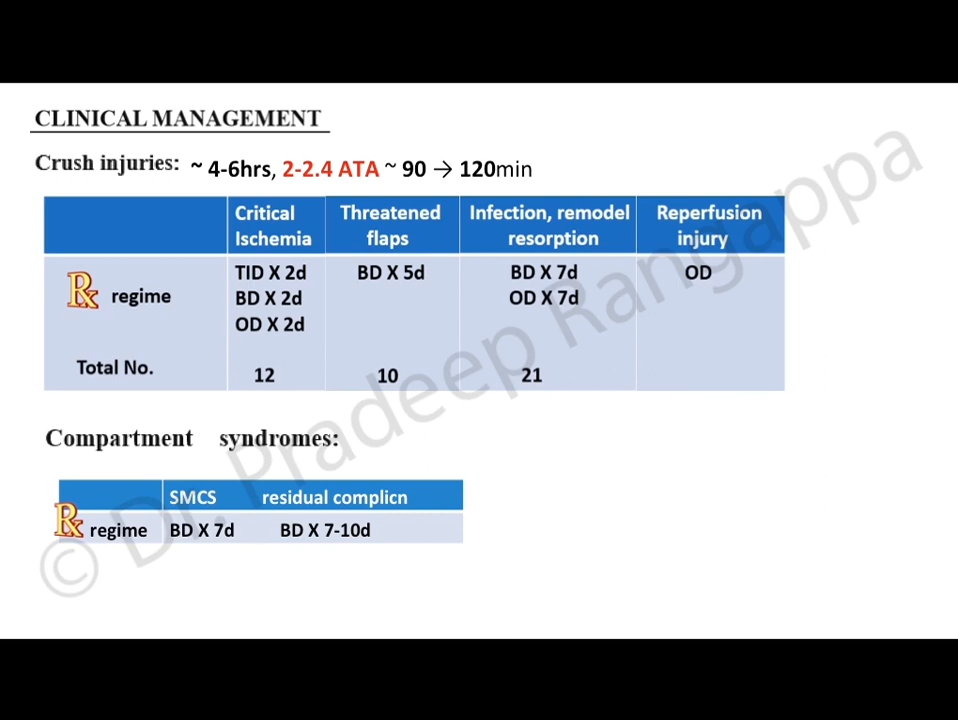 CLINICAL MANAGEMENT
Crush injuries: ~ 4-6hrs, 2-2.4 ATA ~ 90 → 120min
Critical Ischemia
Threatened flaps
Infection, remodel resorption
Reperfusion injury
Rx regime
TID X 2d
BD X 2d
OD X 2d
BD X 5d
BD X 7d
OD X 7d
OD
Total No.
12
10
21
Compartment syndromes:
SMCS residual complicn
Rx regime BD X 7d BD X 7-10d
© Dr. Pradeep Rangappa